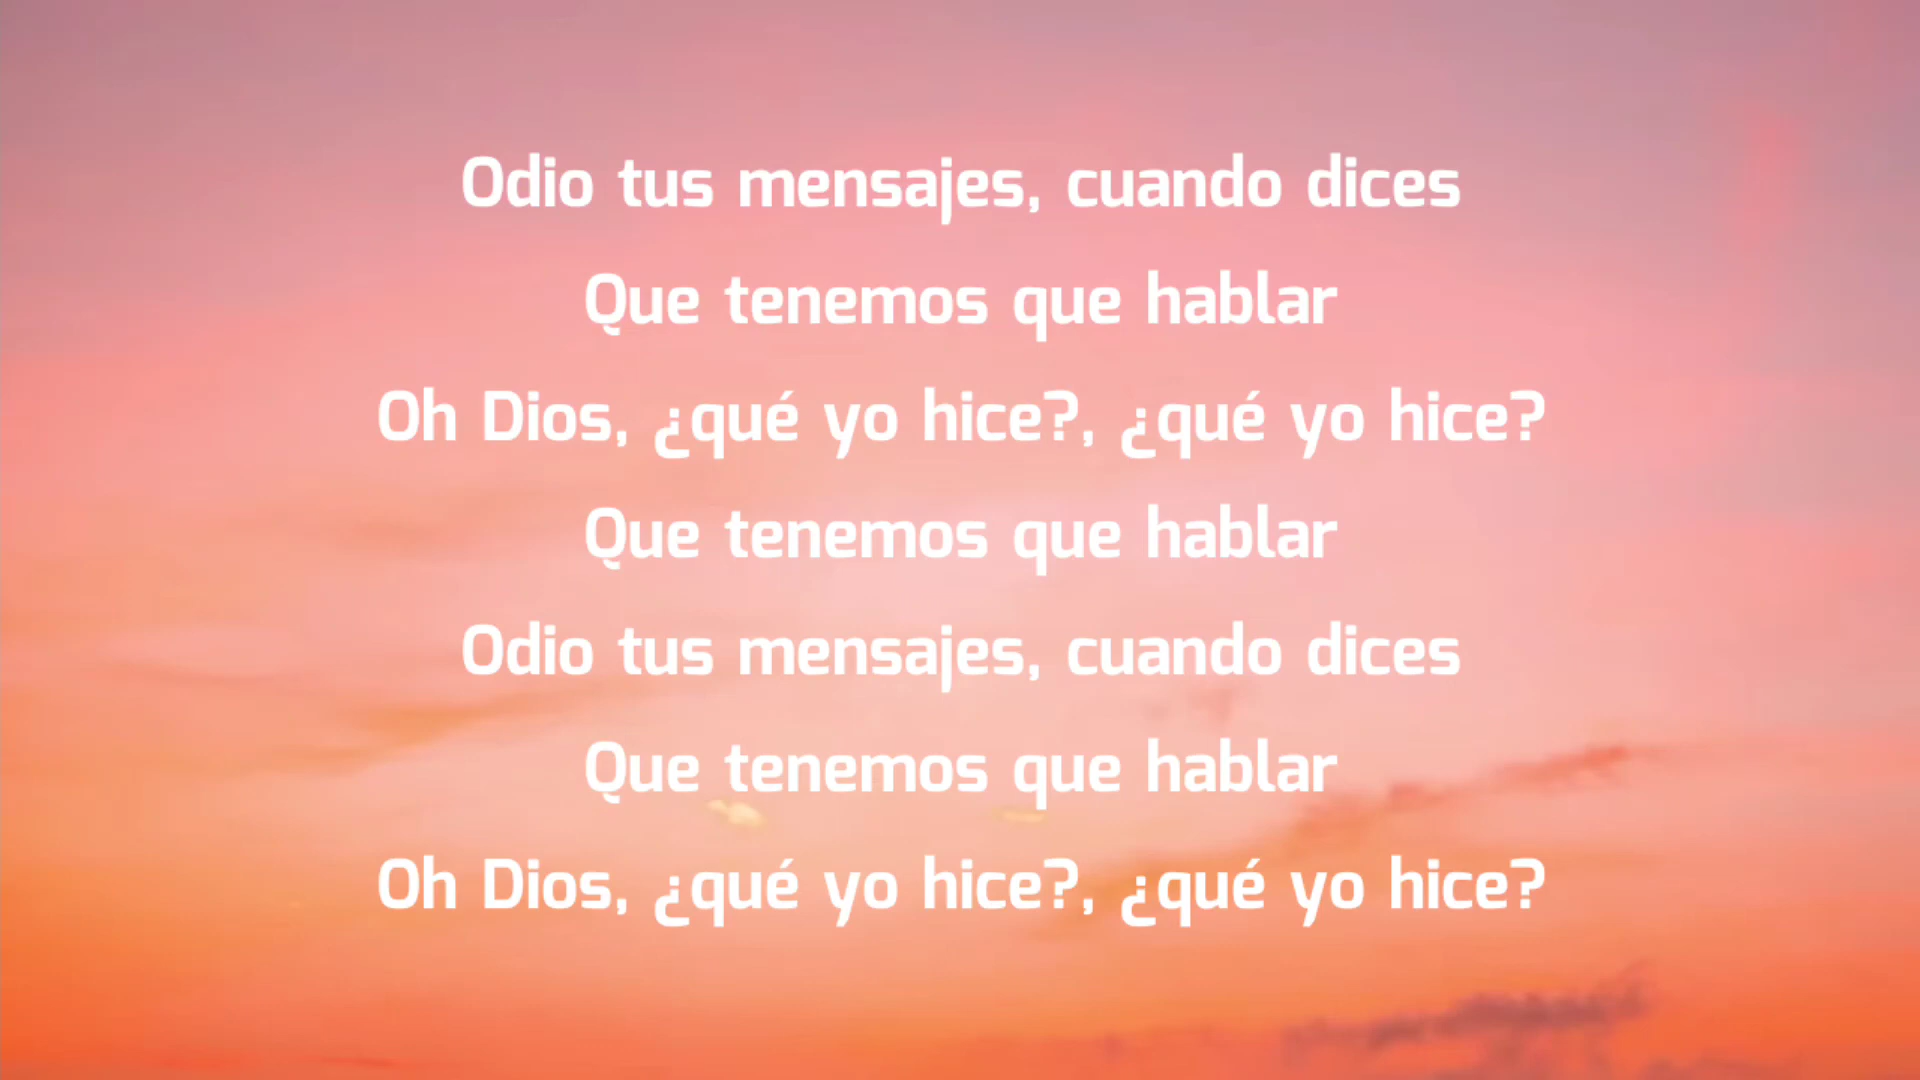 Odio tus mensajes, cuando dices
Que tenemos que hablar
Oh Dios, ¿qué yo hice?, ¿qué yo hice?
Que tenemos que hablar
Odio tus mensajes, cuando dices
Que tenemos que hablar
Oh Dios, ¿qué yo hice?, ¿qué yo hice?